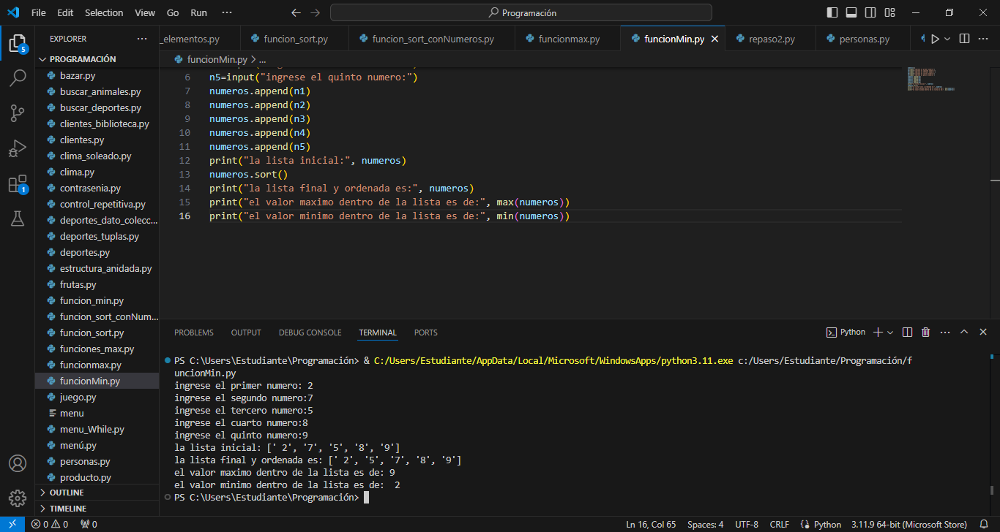 File Edit Selection View Go Run ··· Programación
EXPLORER ···
PROGRAMACIÓN
bazar.py
buscar_animales.py
buscar_deportes.py
clientes_biblioteca.py
clientes.py
clima_soleado.py
clima.py
contrasenia.py
control_repetitiva.py
deportes_dato_colecc...
deportes_tuplas.py
deportes.py
estructura_anidada.py
frutas.py
funcion_min.py
funcion_sort_conNum...
funcion_sort.py
funciones_max.py
funcionmax.py
funcionMin.py
juego.py
menu
menu_While.py
menú.py
personas.py
producto.py
OUTLINE
TIMELINE
5
1
_elementos.py funcion_sort.py funcion_sort_conNumeros.py funcionmax.py funcionMin.py repaso2.py personas.py
funcionMin.py > ...
6 n5=input("ingrese el quinto numero:")
7 numeros.append(n1)
8 numeros.append(n2)
9 numeros.append(n3)
10 numeros.append(n4)
11 numeros.append(n5)
12 print("la lista inicial:", numeros)
13 numeros.sort()
14 print("la lista final y ordenada es:", numeros)
15 print("el valor maximo dentro de la lista es de:", max(numeros))
16 print("el valor minimo dentro de la lista es de:", min(numeros))
PROBLEMS OUTPUT DEBUG CONSOLE TERMINAL PORTS Python
PS C:\Users\Estudiante\Programación> & C:/Users/Estudiante/AppData/Local/Microsoft/WindowsApps/python3.11.exe c:/Users/Estudiante/Programación/f
uncionMin.py
ingrese el primer numero: 2
ingrese el segundo numero:7
ingrese el tercero numero:5
ingrese el cuarto numero:8
ingrese el quinto numero:9
la lista inicial: [' 2', '7', '5', '8', '9']
la lista final y ordenada es: [' 2', '5', '7', '8', '9']
el valor maximo dentro de la lista es de: 9
el valor minimo dentro de la lista es de:  2
PS C:\Users\Estudiante\Programación>
0 0 0 Ln 16, Col 65 Spaces: 4 UTF-8 CRLF Python 3.11.9 64-bit (Microsoft Store)